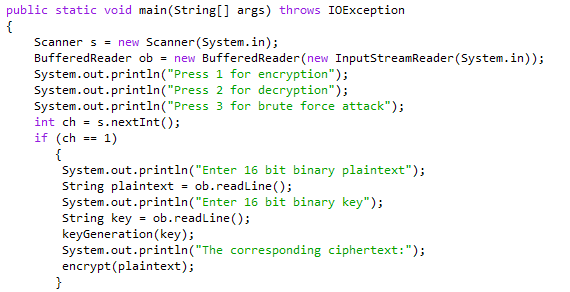 public static void main(String[] args) throws IOException
{
Scanner s = new Scanner(System.in);
BufferedReader ob = new BufferedReader(new InputStreamReader(System.in));
System.out.println("Press 1 for encryption");
System.out.println("Press 2 for decryption");
System.out.println("Press 3 for brute force attack");
int ch = s.nextInt();
if (ch == 1)
{
System.out.println("Enter 16 bit binary plaintext");
String plaintext = ob.readLine();
System.out.println("Enter 16 bit binary key");
String key = ob.readLine();
keyGeneration(key);
System.out.println("The corresponding ciphertext:");
encrypt(plaintext);
}